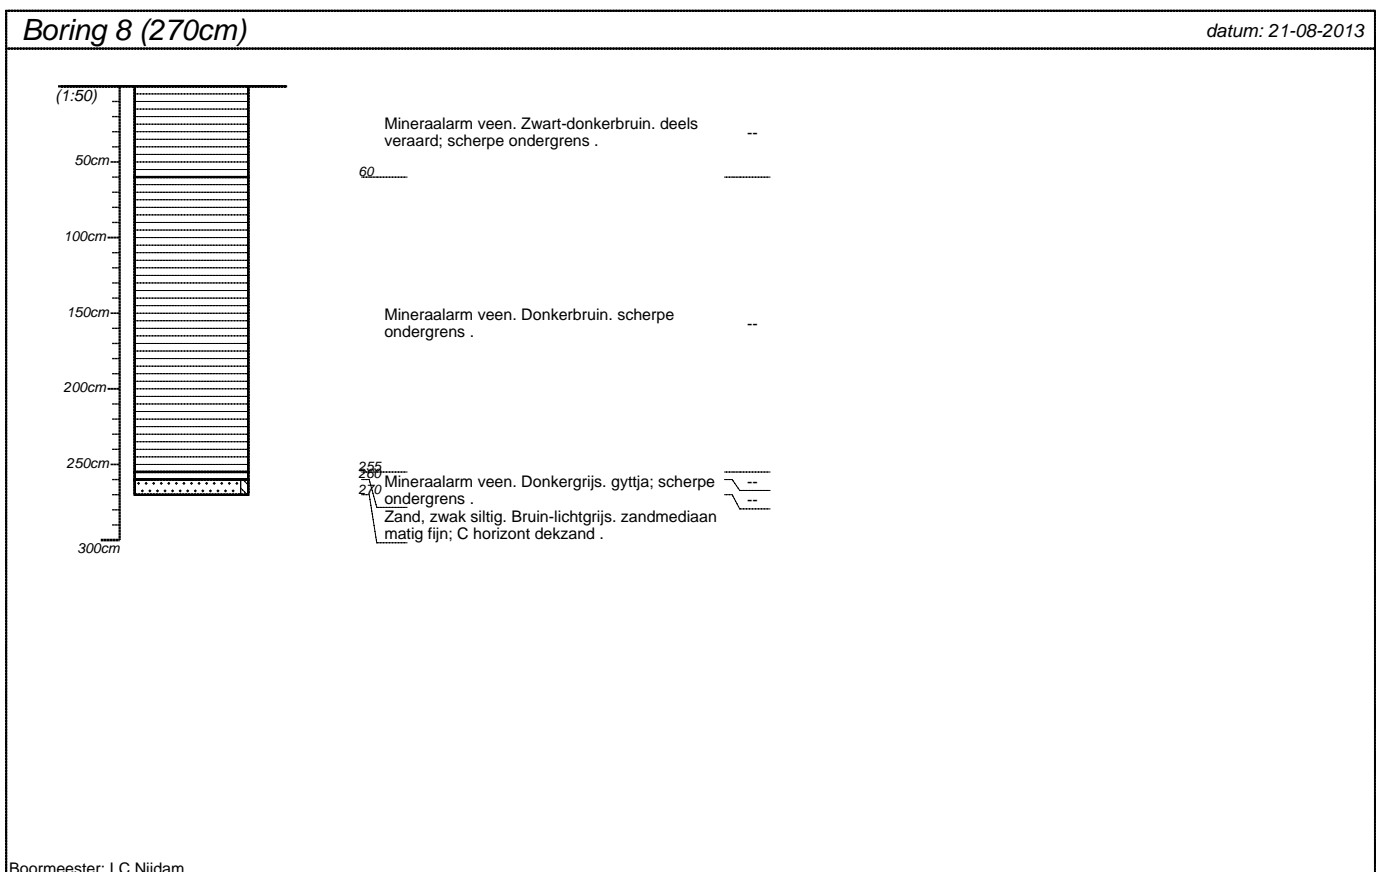 Boring 8 (270cm)
datum: 21-08-2013
(1:50)
Mineraalarm veen. Zwart-donkerbruin. deels
veraard; scherpe ondergrens .
--
50cm
60
100cm
150cm
Mineraalarm veen. Donkerbruin. scherpe
ondergrens .
--
200cm
250cm
255
260
270
Mineraalarm veen. Donkergrijs. gyttja; scherpe
ondergrens .
--
Zand, zwak siltig. Bruin-lichtgrijs. zandmediaan
matig fijn; C horizont dekzand .
--
300cm
Boormeester: LC Nijdam